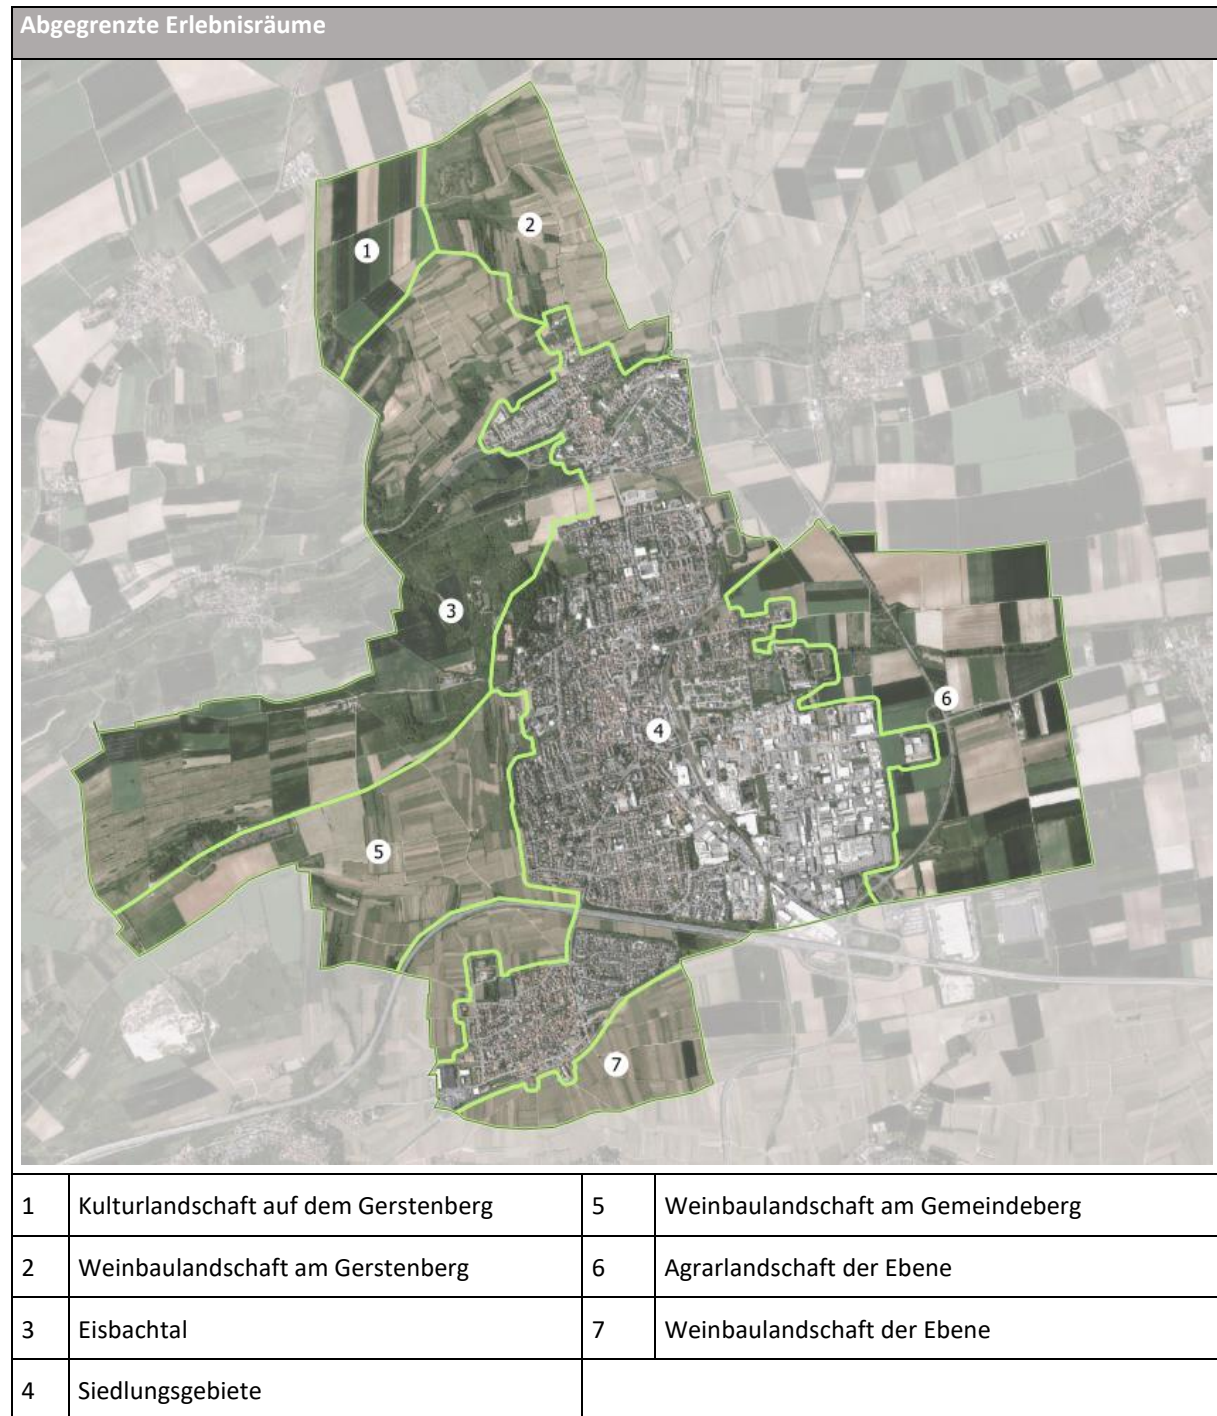 Abgegrenzte Erlebnisräume
2
1
3
6
4
5
7
1 Kulturlandschaft auf dem Gerstenberg 5 Weinbaulandschaft am Gemeindeberg
2 Weinbaulandschaft am Gerstenberg 6 Agrarlandschaft der Ebene
3 Eisbachtal 7 Weinbaulandschaft der Ebene
4 Siedlungsgebiete